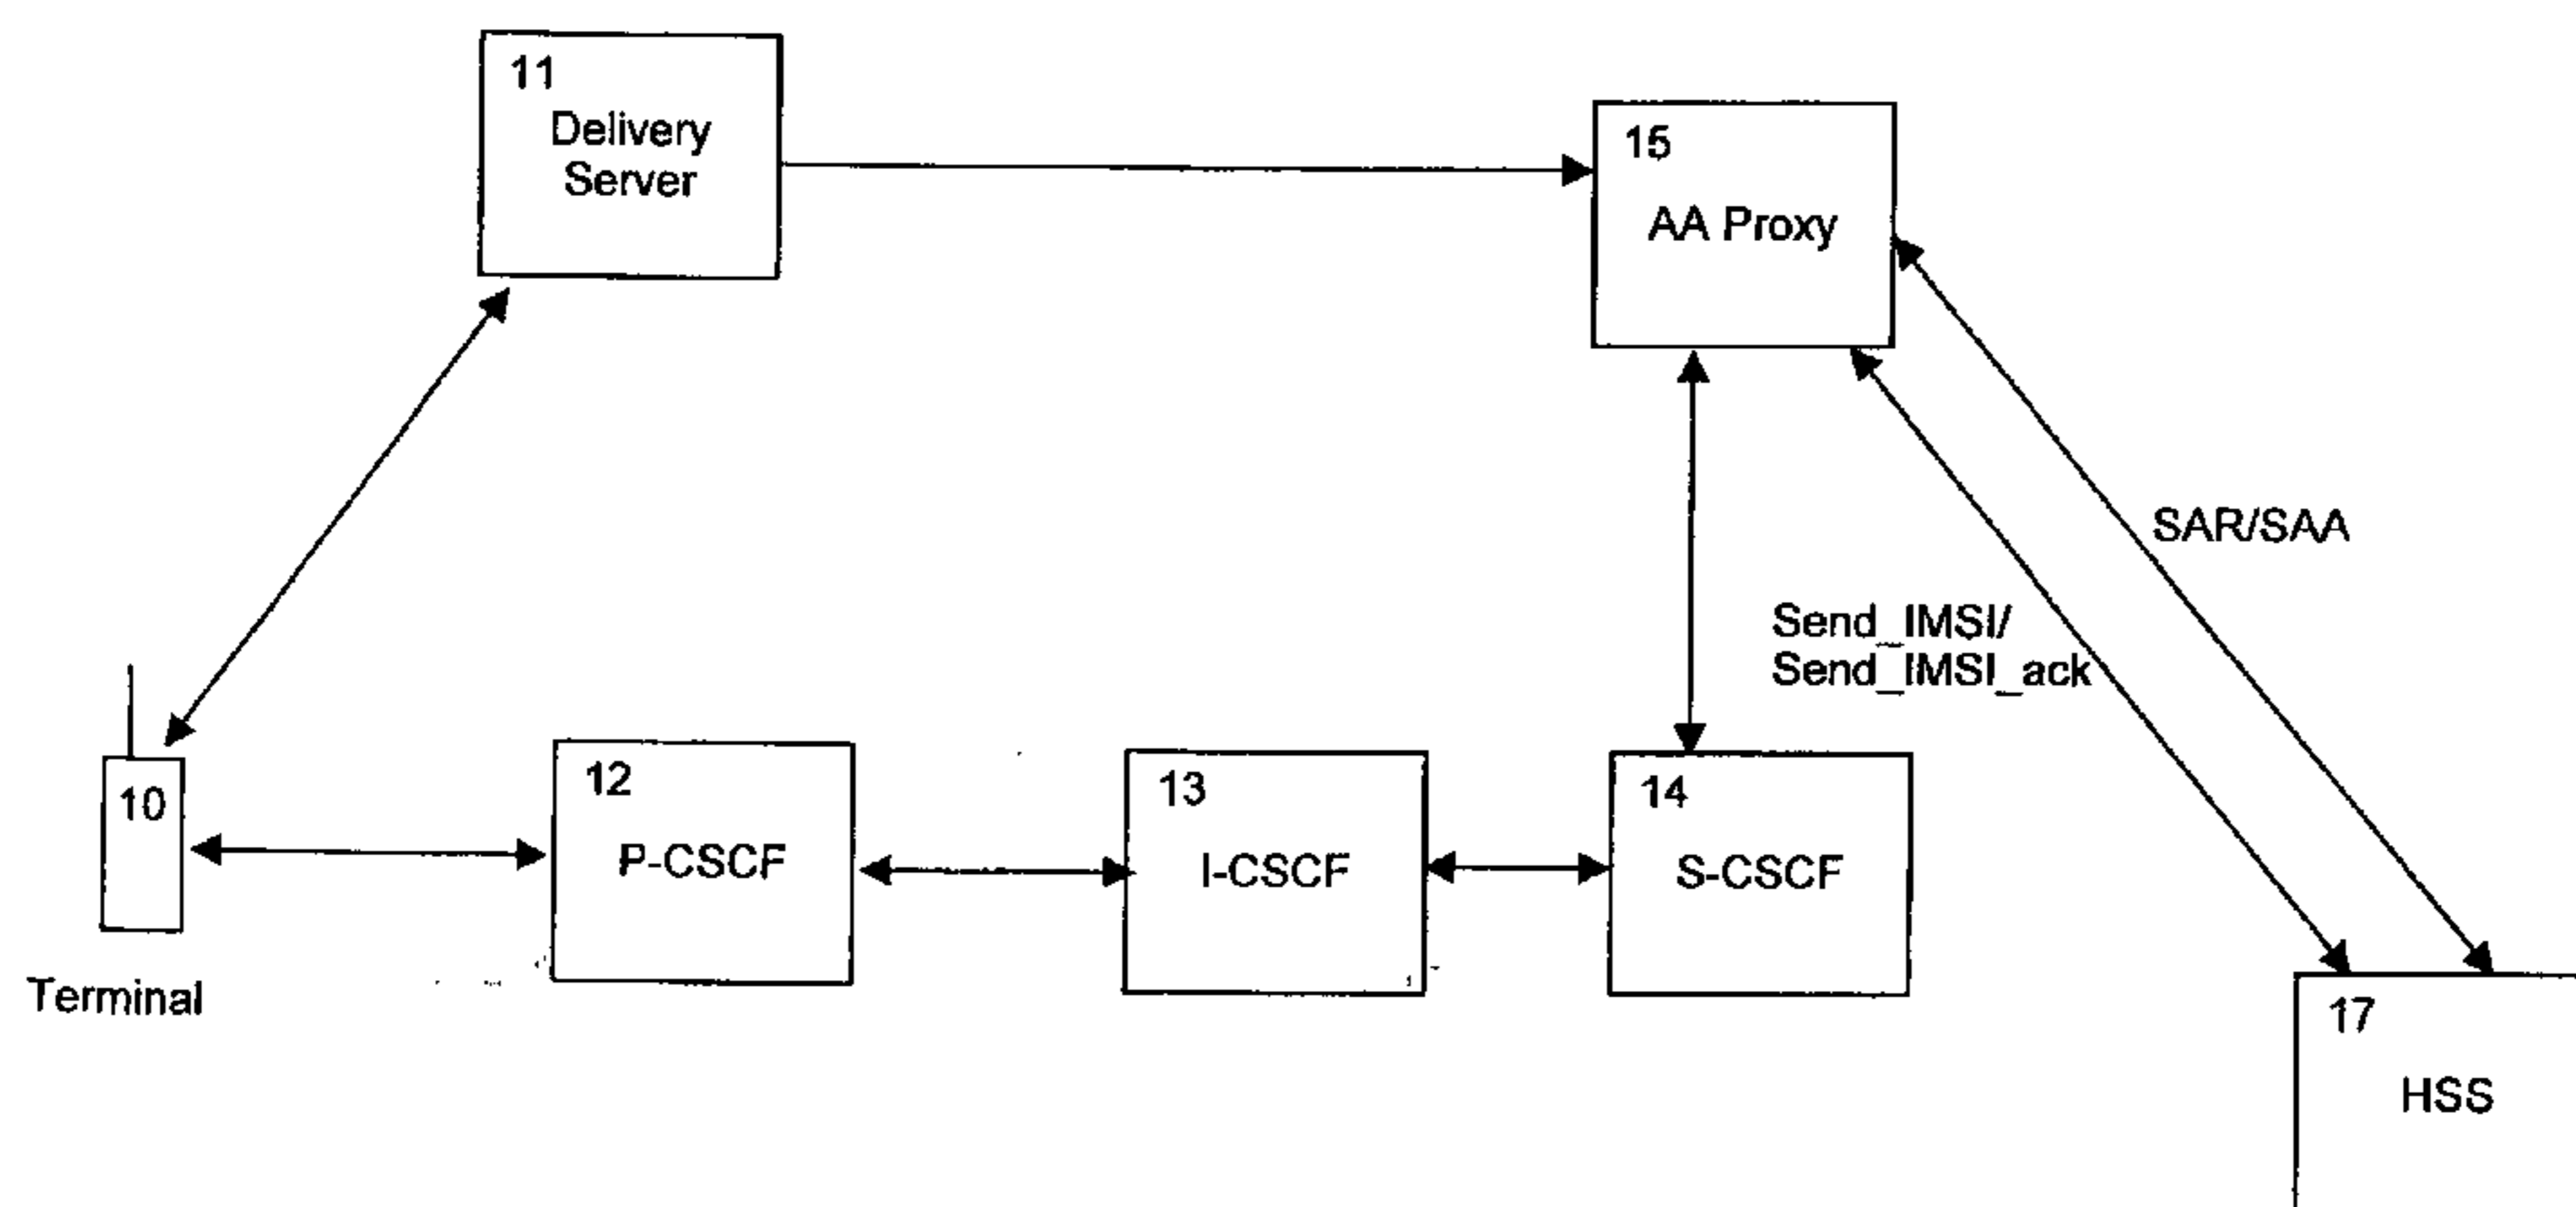 11
Delivery
Server
15
AA Proxy
SAR/SAA
Send_IMSI/
Send_IMSI_ack
10
Terminal
12
P-CSCF
13
I-CSCF
14
S-CSCF
17
HSS